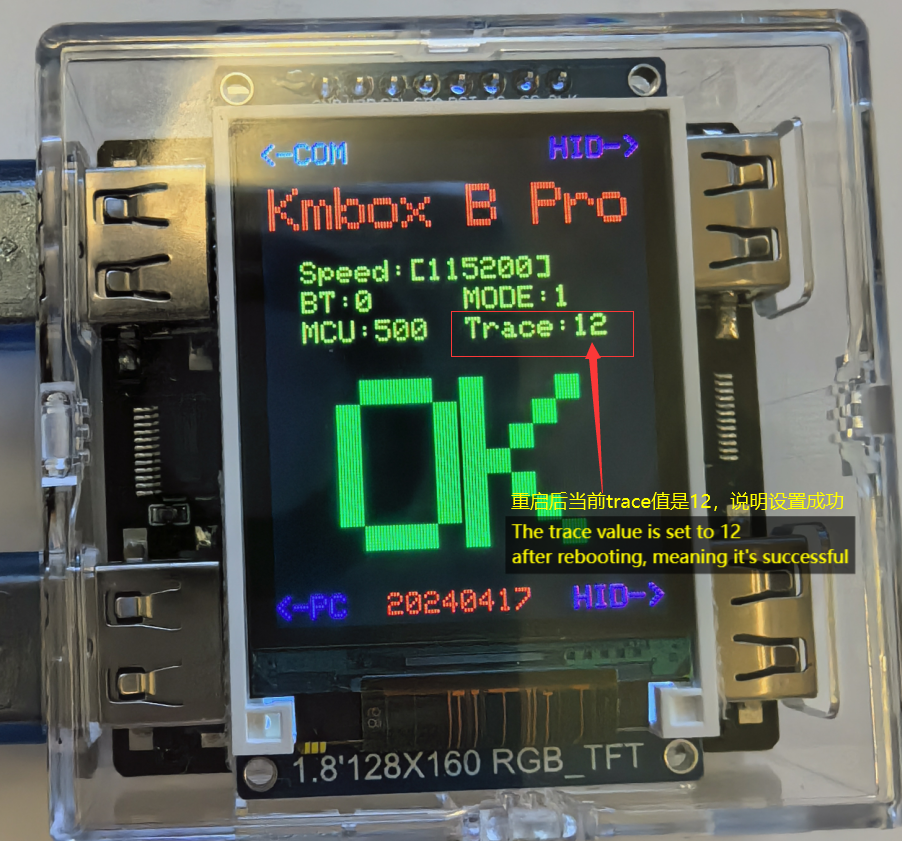 <-COM HID->
Kmbox B Pro
Speed:[115200]
BT:0 MODE:1
MCU:500 Trace:12
OK
重启后当前trace值是12，说明设置成功
The trace value is set to 12
after rebooting, meaning it's successful
<-PC 20240417 HID->
1.8'128X160 RGB_TFT